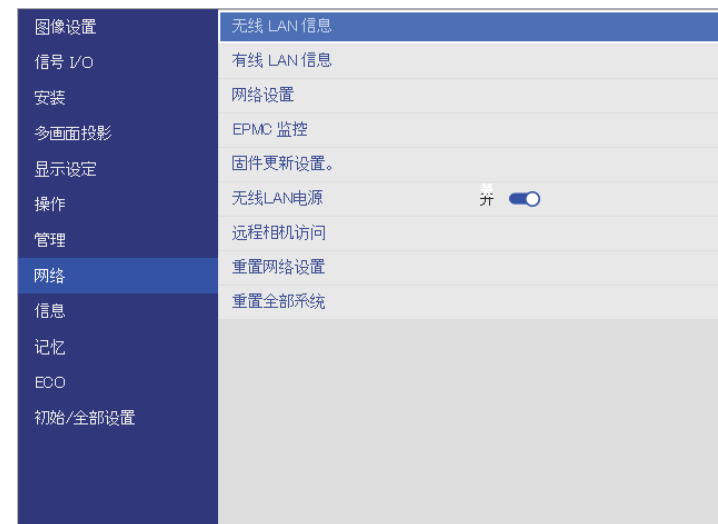 图像设置
信号 I/O
安装
多画面投影
显示设定
操作
管理
网络
信息
记忆
ECO
初始/全部设置
无线 LAN 信息
有线 LAN 信息
网络设置
EPMC 监控
固件更新设置。
无线LAN电源 开
远程相机访问
重置网络设置
重置全部系统